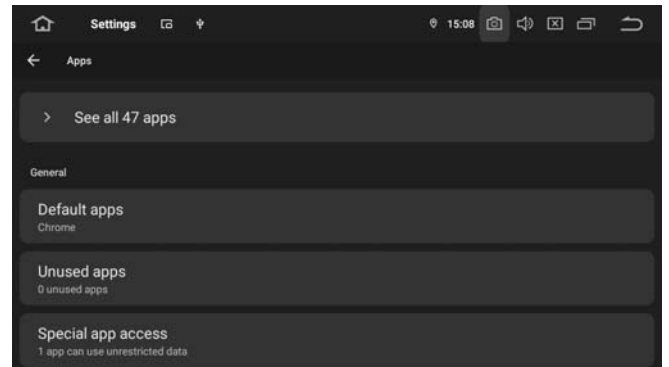 Settings
15:08
Apps
See all 47 apps
General
Default apps
Chrome
Unused apps
0 unused apps
Special app access
1 app can use unrestricted data